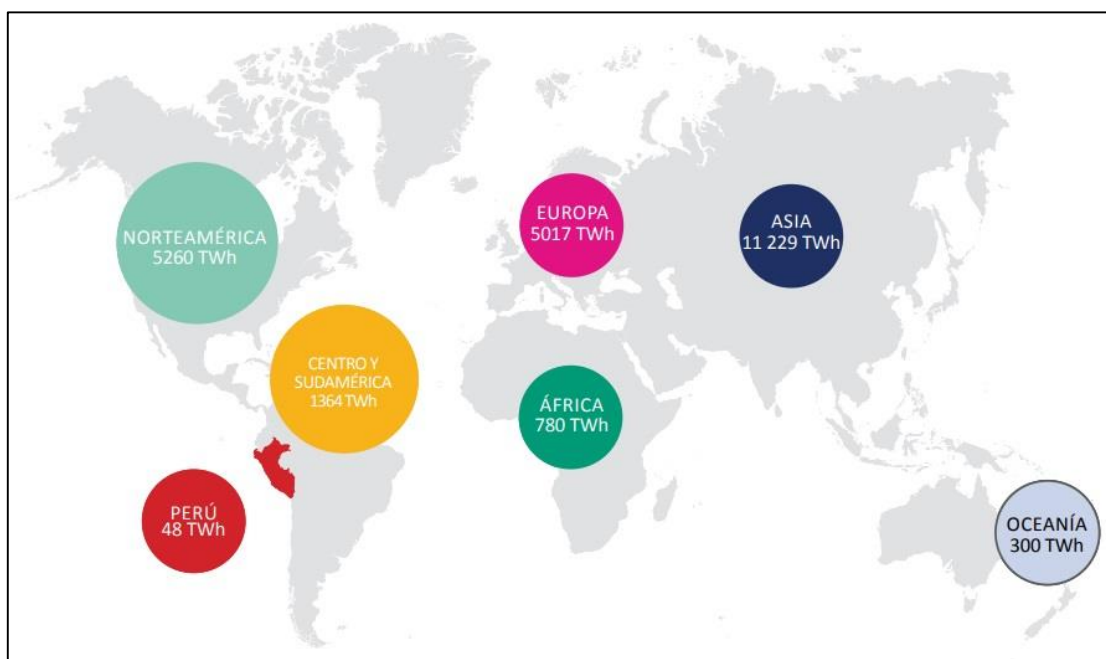 NORTEAMÉRICA
5260 TWh
EUROPA
5017 TWh
ASIA
11 229 TWh
CENTRO Y
SUDAMÉRICA
1364 TWh
ÁFRICA
780 TWh
PERÚ
48 TWh
OCEANÍA
300 TWh